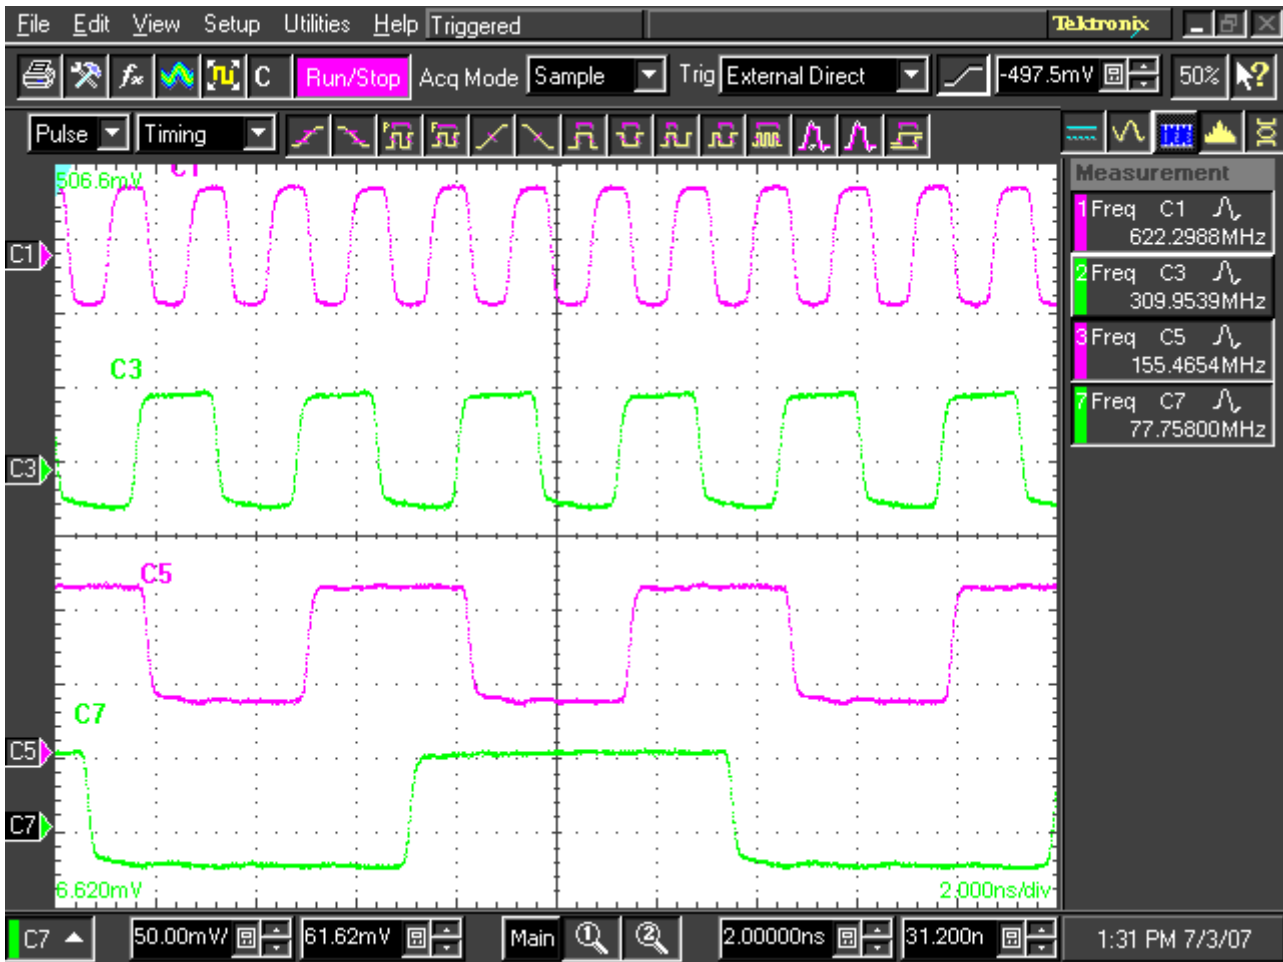 File Edit View Setup Utilities Help Triggered Tektronix
C Run/Stop Acq Mode Sample Trig External Direct -497.5mV 50% ?
Pulse Timing
506.6mV C1
C1
C3
C3
C5
C7
C5
C7
6.620mV 2.000ns/div
Measurement
1 Freq C1
622.2988MHz
2 Freq C3
309.9539MHz
3 Freq C5
155.4654MHz
7 Freq C7
77.75800MHz
C7 50.00mV/ 61.62mV Main 1 2 2.00000ns 31.200n 1:31 PM 7/3/07